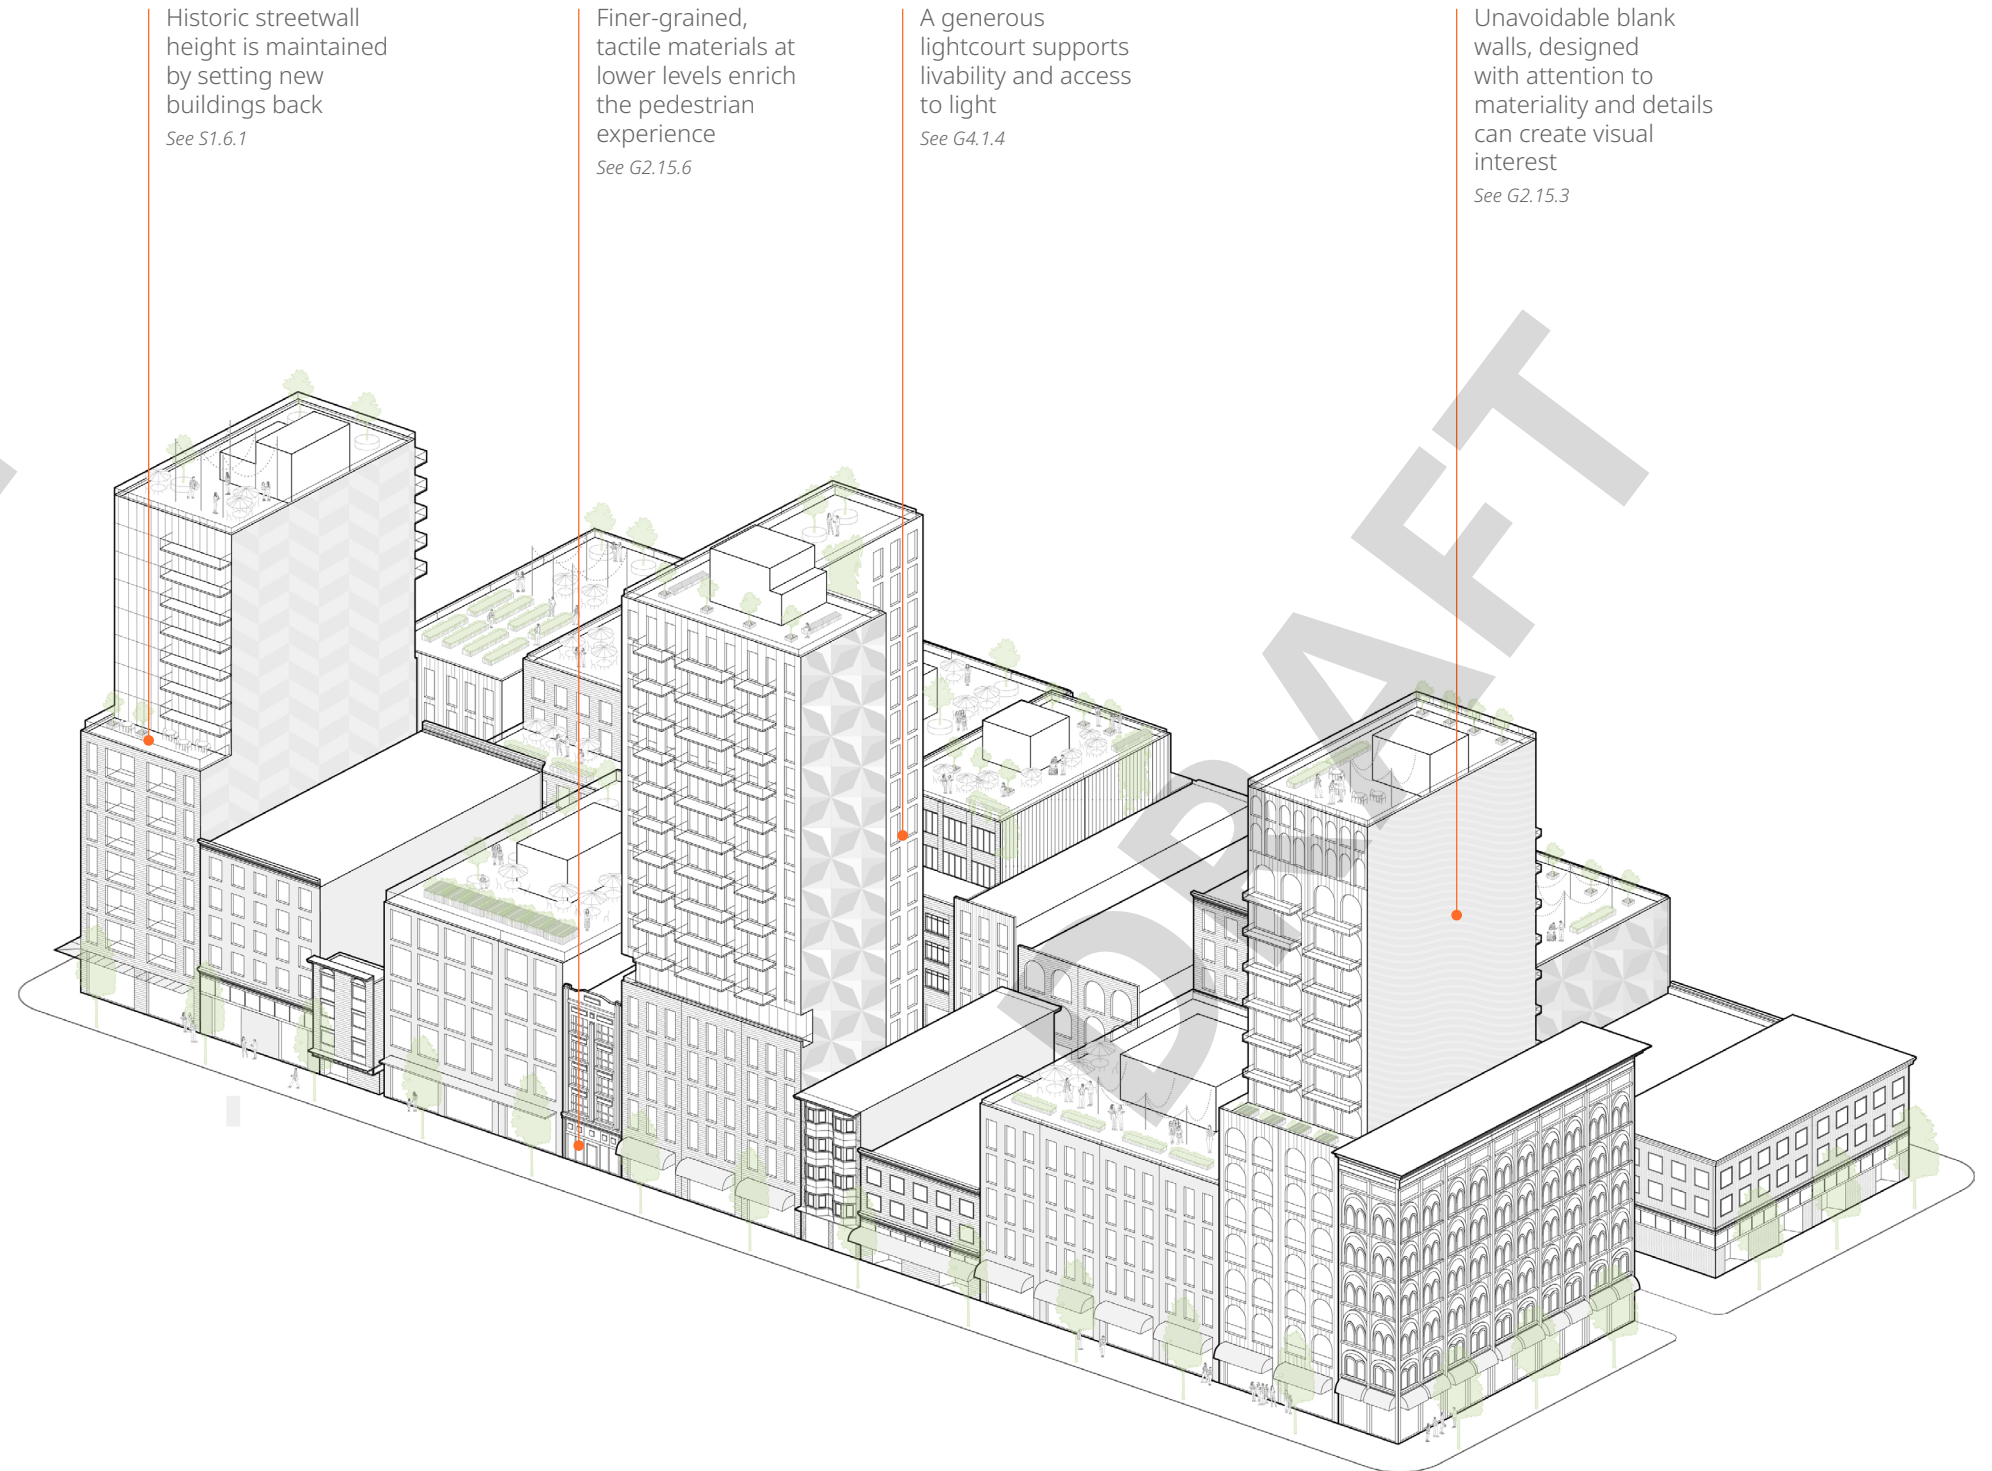 Historic streetwall
height is maintained
by setting new
buildings back
See S1.6.1
Finer-grained,
tactile materials at
lower levels enrich
the pedestrian
experience
See G2.15.6
A generous
lightcourt supports
livability and access
to light
See G4.1.4
Unavoidable blank
walls, designed
with attention to
materiality and details
can create visual
interest
See G2.15.3
DRAFT